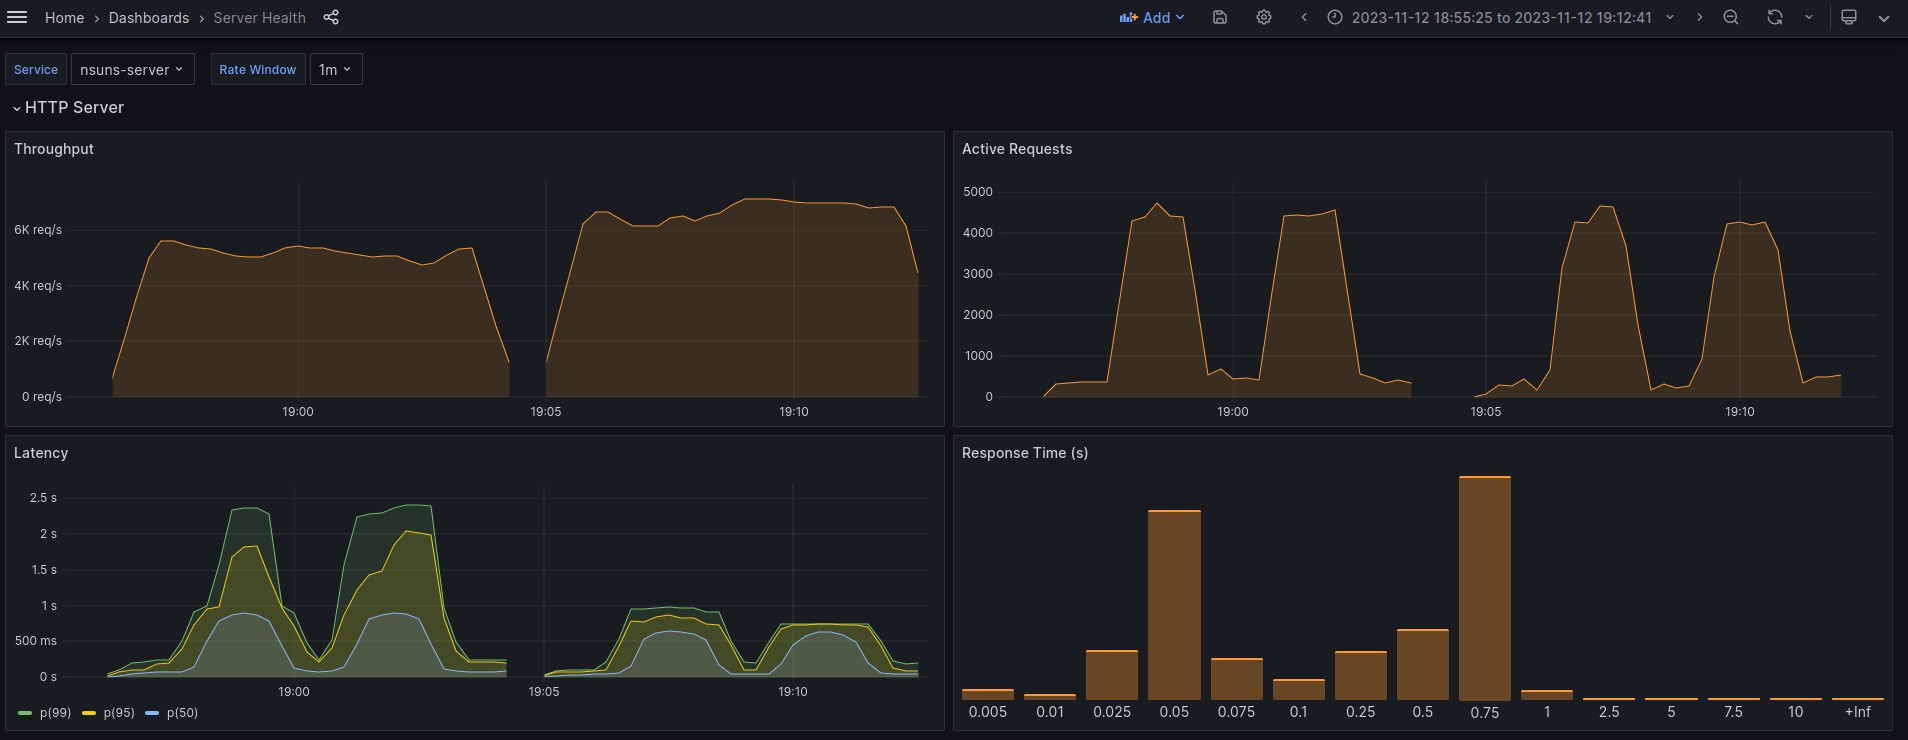 Home › Dashboards › Server Health
Add
2023-11-12 18:55:25 to 2023-11-12 19:12:41
Service nsuns-server Rate Window 1m
HTTP Server
Throughput
6K req/s
4K req/s
2K req/s
0 req/s
19:00 19:05 19:10
Active Requests
5000
4000
3000
2000
1000
0
19:00 19:05 19:10
Latency
2.5 s
2 s
1.5 s
1 s
500 ms
0 s
19:00 19:05 19:10
p(99) p(95) p(50)
Response Time (s)
0.005 0.01 0.025 0.05 0.075 0.1 0.25 0.5 0.75 1 2.5 5 7.5 10 +Inf